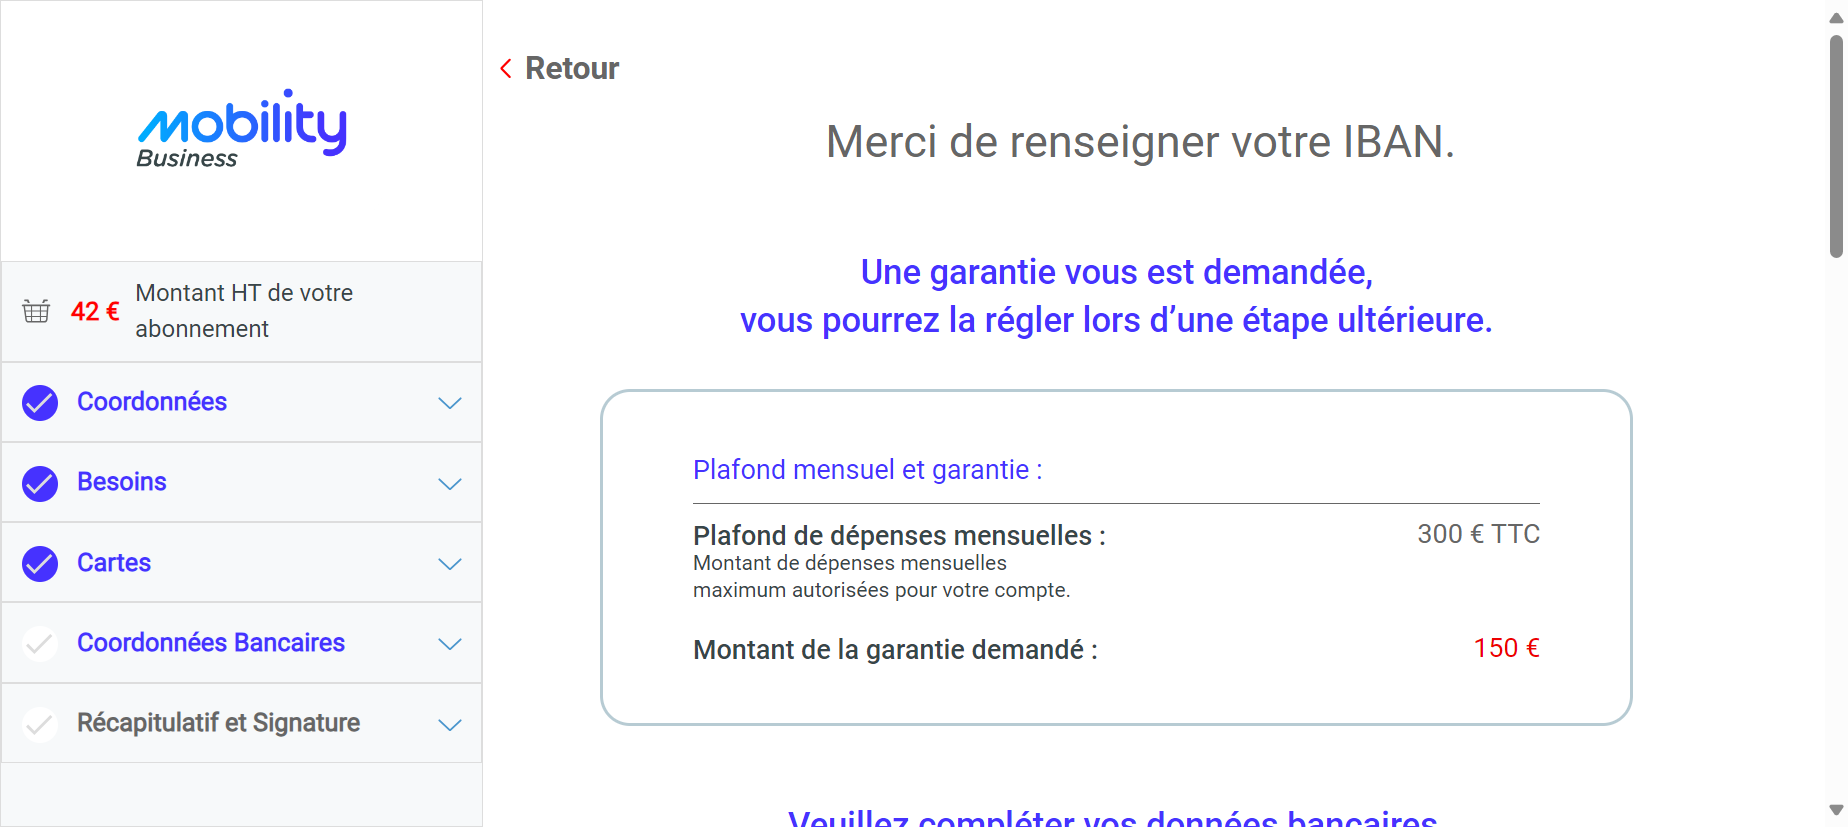 mobility
Business
42 €
Montant HT de votre
abonnement
Coordonnées
Besoins
Cartes
Coordonnées Bancaires
Récapitulatif et Signature
Retour
Merci de renseigner votre IBAN.
Une garantie vous est demandée,
vous pourrez la régler lors d’une étape ultérieure.
Plafond mensuel et garantie :
Plafond de dépenses mensuelles :
300 € TTC
Montant de dépenses mensuelles
maximum autorisées pour votre compte.
Montant de la garantie demandé :
150 €
Veuillez compléter vos données bancaires